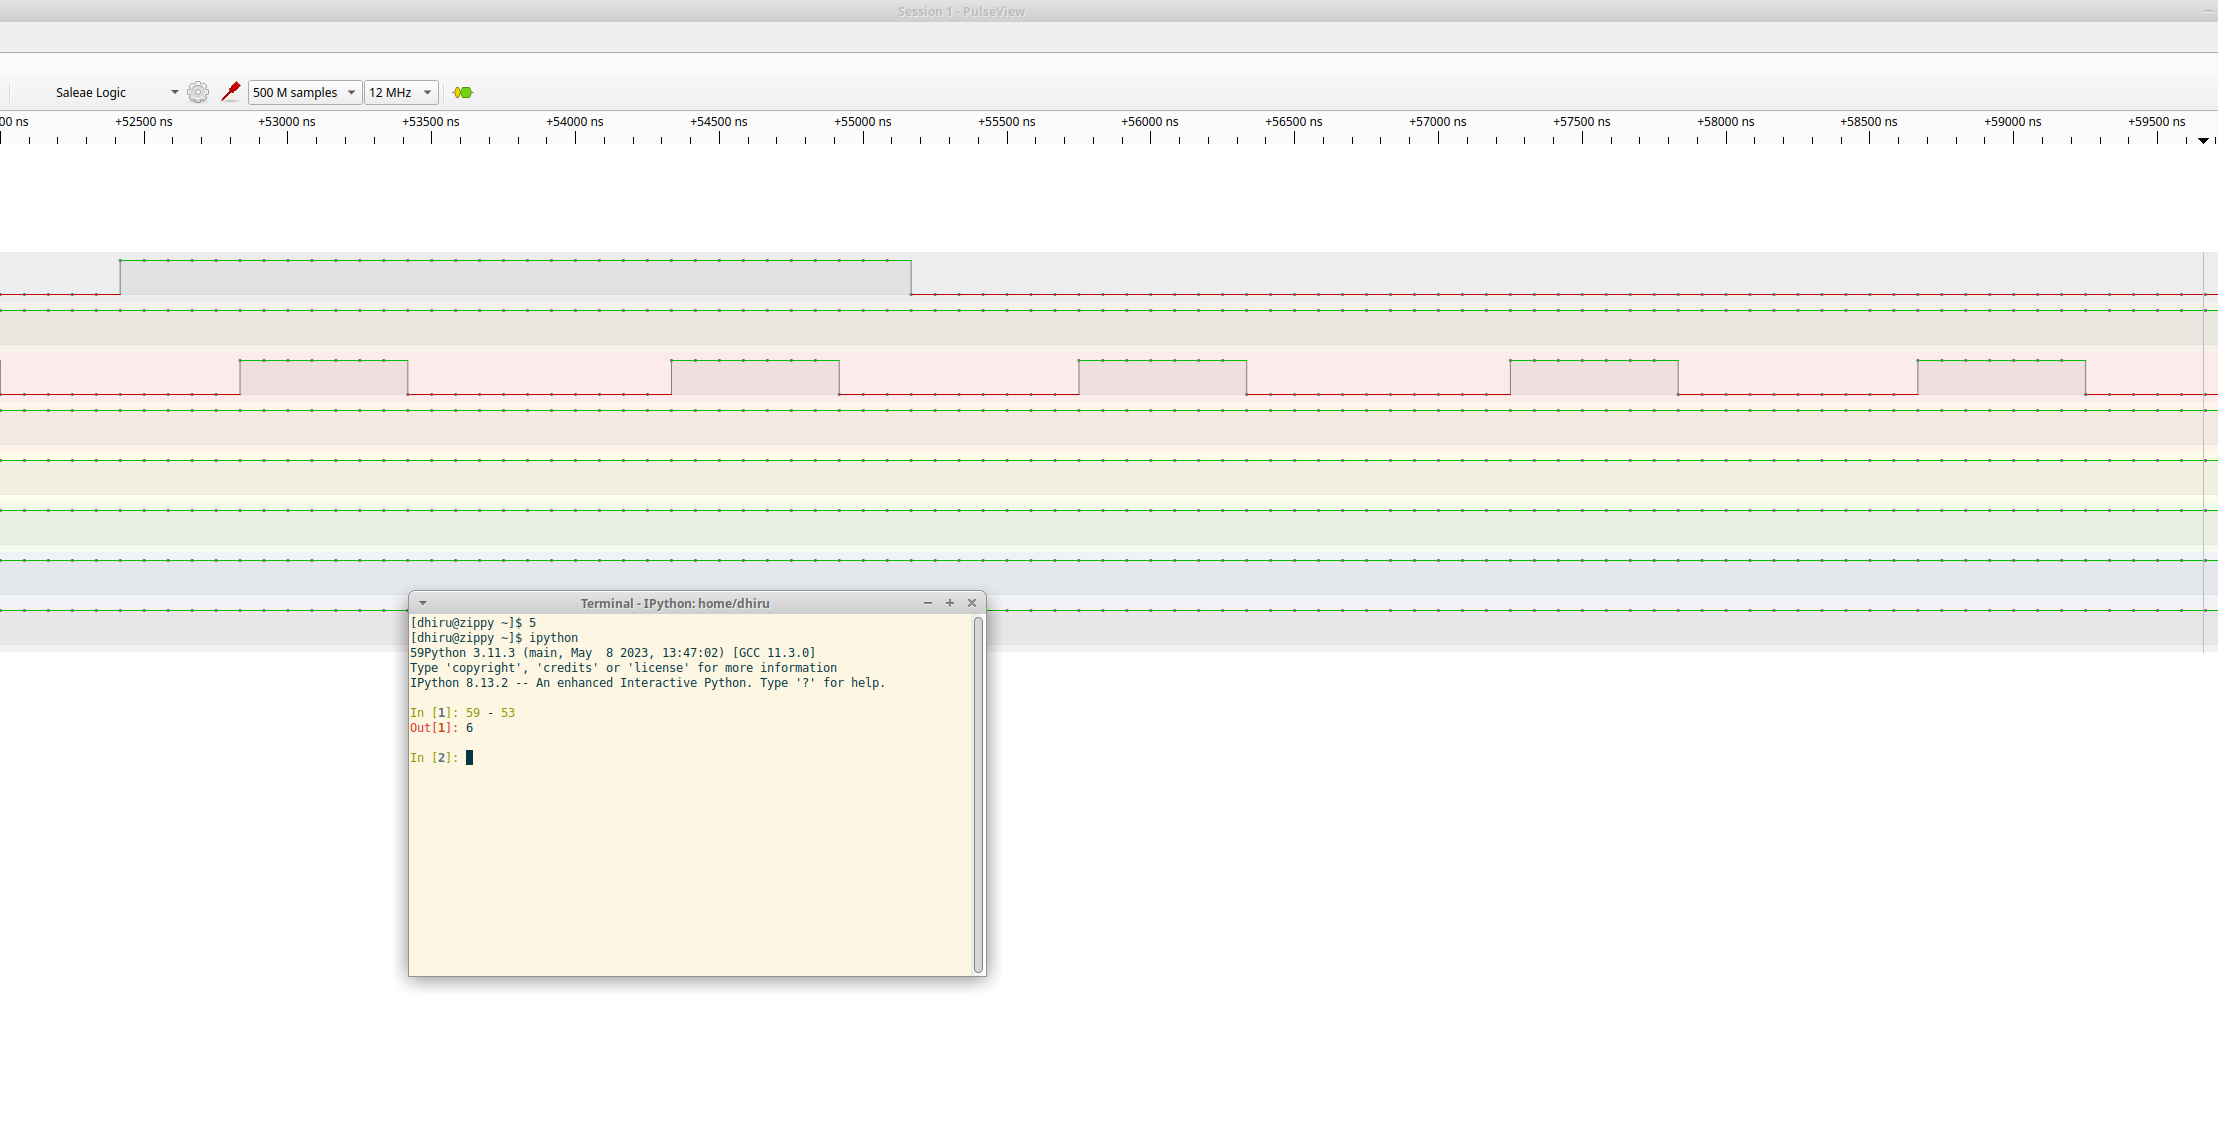 Session 1 - PulseView
Saleae Logic
500 M samples
12 MHz
00 ns +52500 ns +53000 ns +53500 ns +54000 ns +54500 ns +55000 ns +55500 ns +56000 ns +56500 ns +57000 ns +57500 ns +58000 ns +58500 ns +59000 ns +59500 ns
Terminal - IPython: home/dhiru
[dhiru@zippy ~]$ 5
[dhiru@zippy ~]$ ipython
59Python 3.11.3 (main, May  8 2023, 13:47:02) [GCC 11.3.0]
Type 'copyright', 'credits' or 'license' for more information
IPython 8.13.2 -- An enhanced Interactive Python. Type '?' for help.
In [1]: 59 - 53
Out[1]: 6
In [2]: